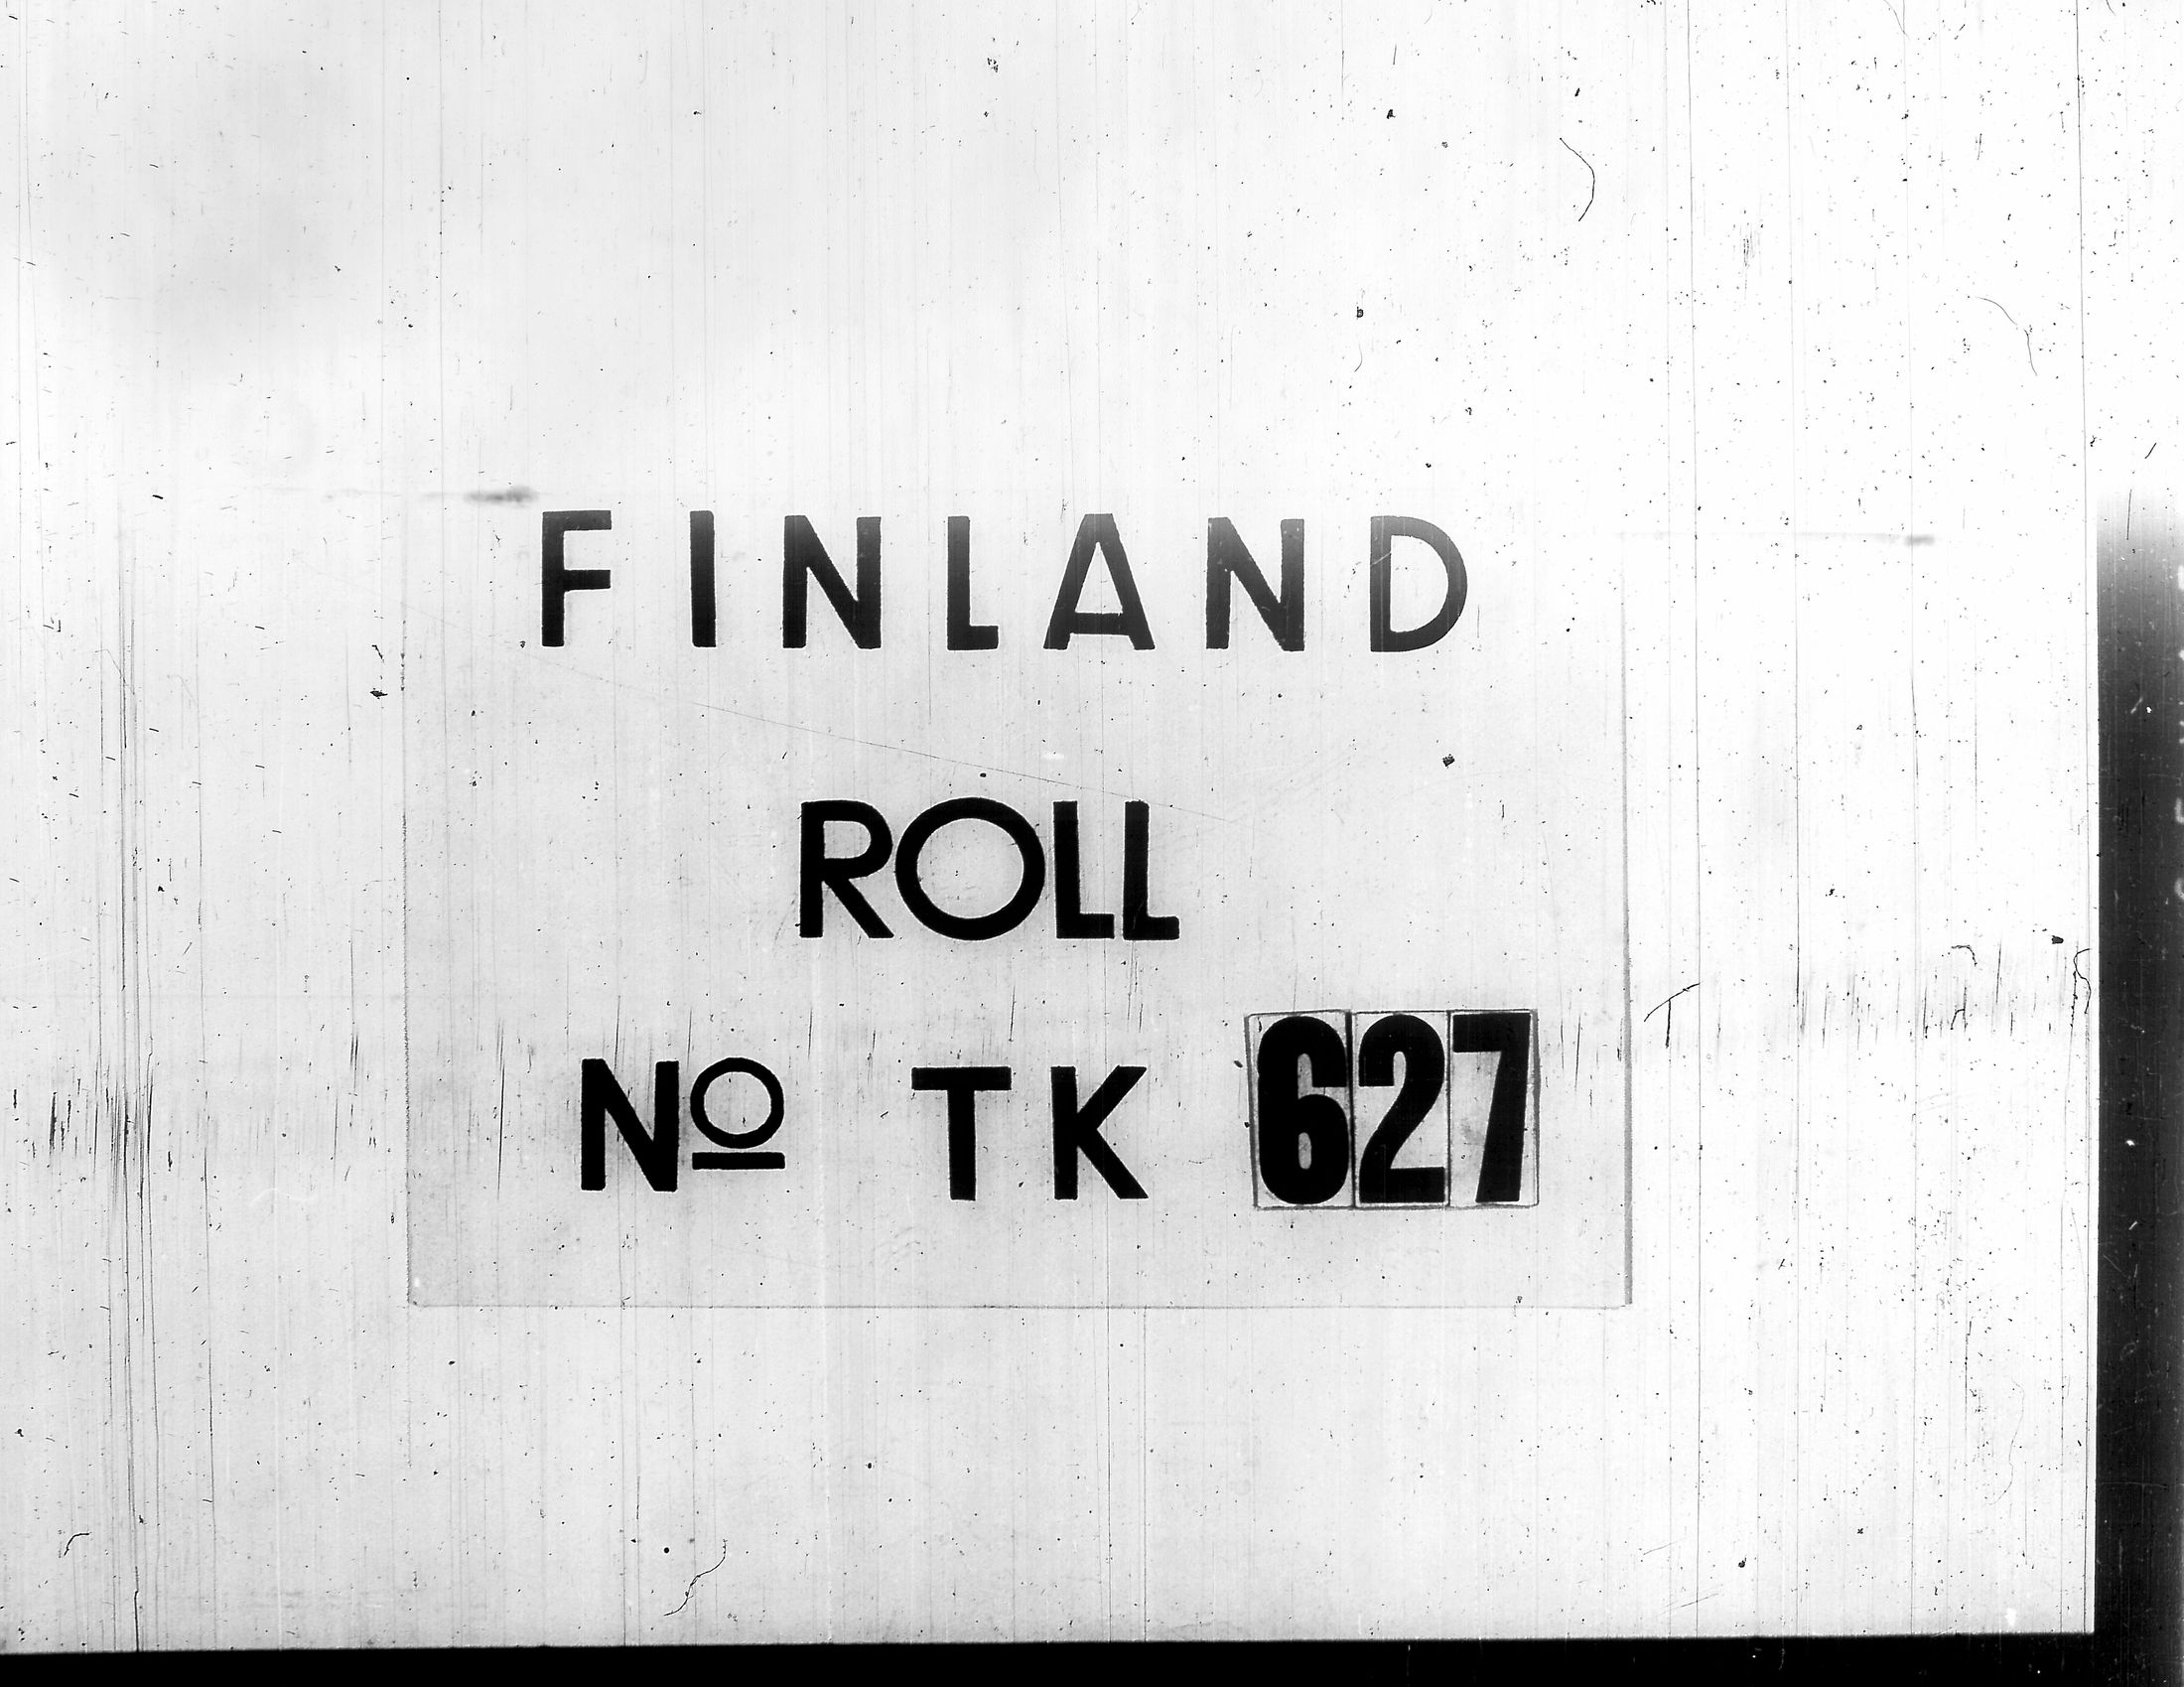 FINLAND
ROLL
Nº TK 627